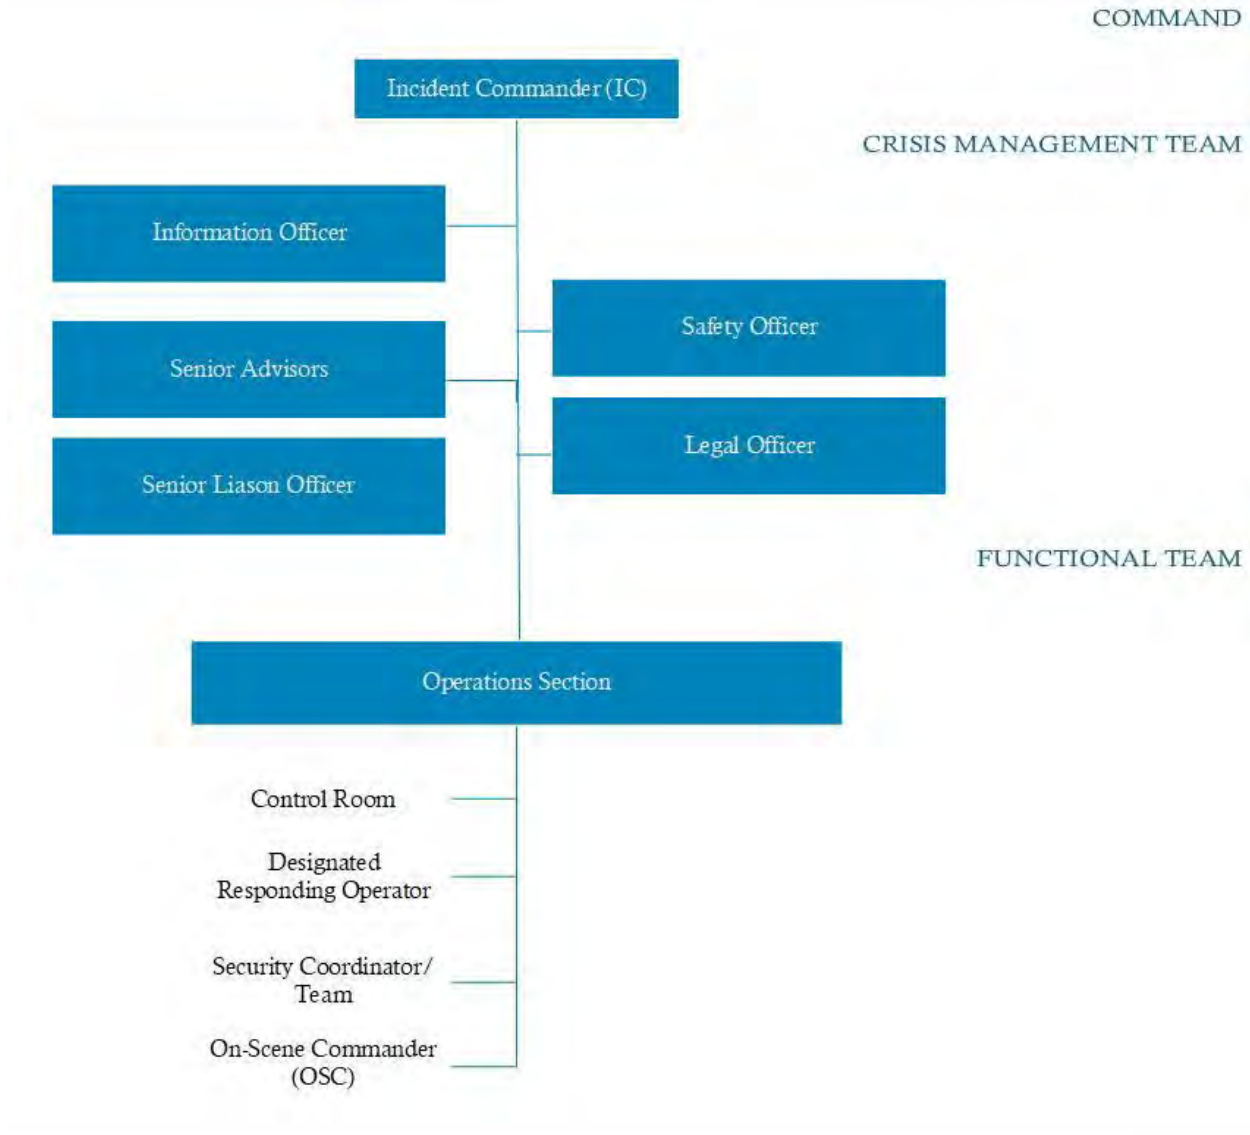 COMMAND
Incident Commander (IC)
CRISIS MANAGEMENT TEAM
Information Officer
Safety Officer
Senior Advisors
Legal Officer
Senior Liason Officer
FUNCTIONAL TEAM
Operations Section
Control Room
Designated
Responding Operator
Security Coordinator/
Team
On-Scene Commander
(OSC)